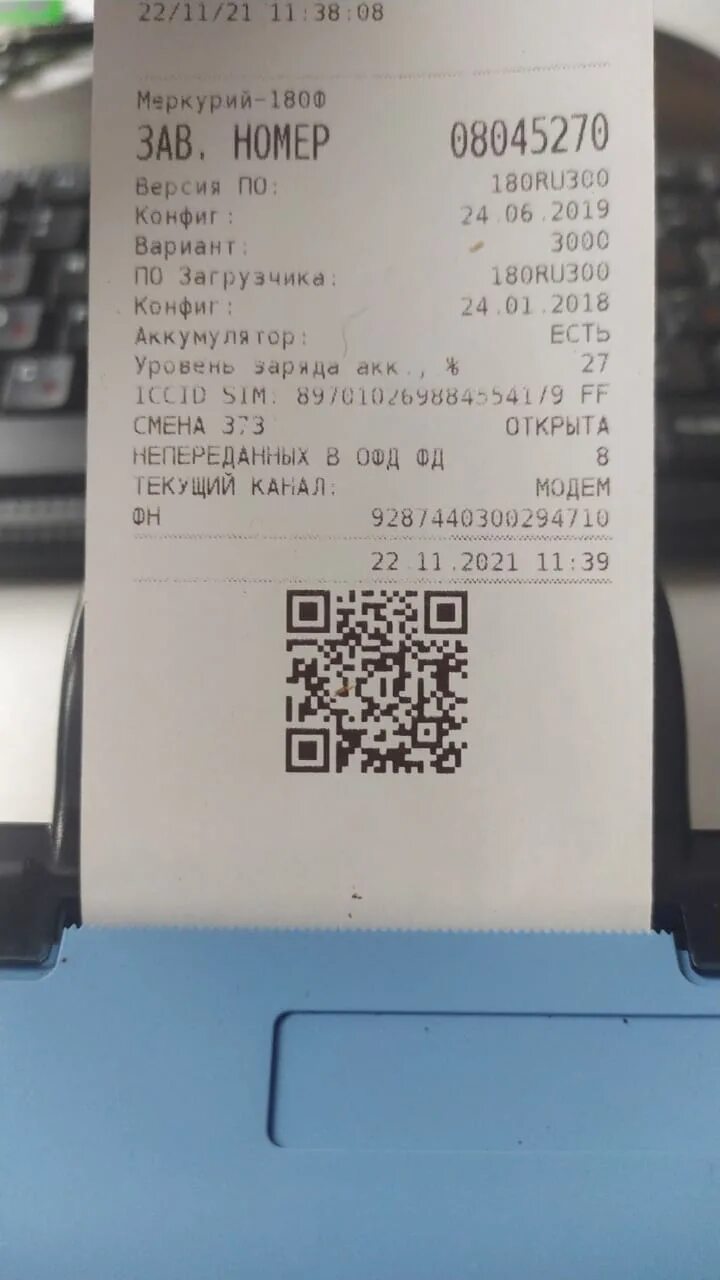 22/11/21 11:38:08
Меркурий-180Ф
ЗАВ. НОМЕР 08045270
Версия ПО: 180RU300
Конфиг: 24.06.2019
Вариант: 3000
ПО Загрузчика: 180RU300
Конфиг: 24.01.2018
Аккумулятор: ЕСТЬ
Уровень заряда акк., % 27
ICCID SIM: 897010269884554179 FF
СМЕНА 373 ОТКРЫТА
НЕПЕРЕДАННЫХ В ОФД ФД 8
ТЕКУЩИЙ КАНАЛ: МОДЕМ
ФН 9287440300294710
22.11.2021 11:39